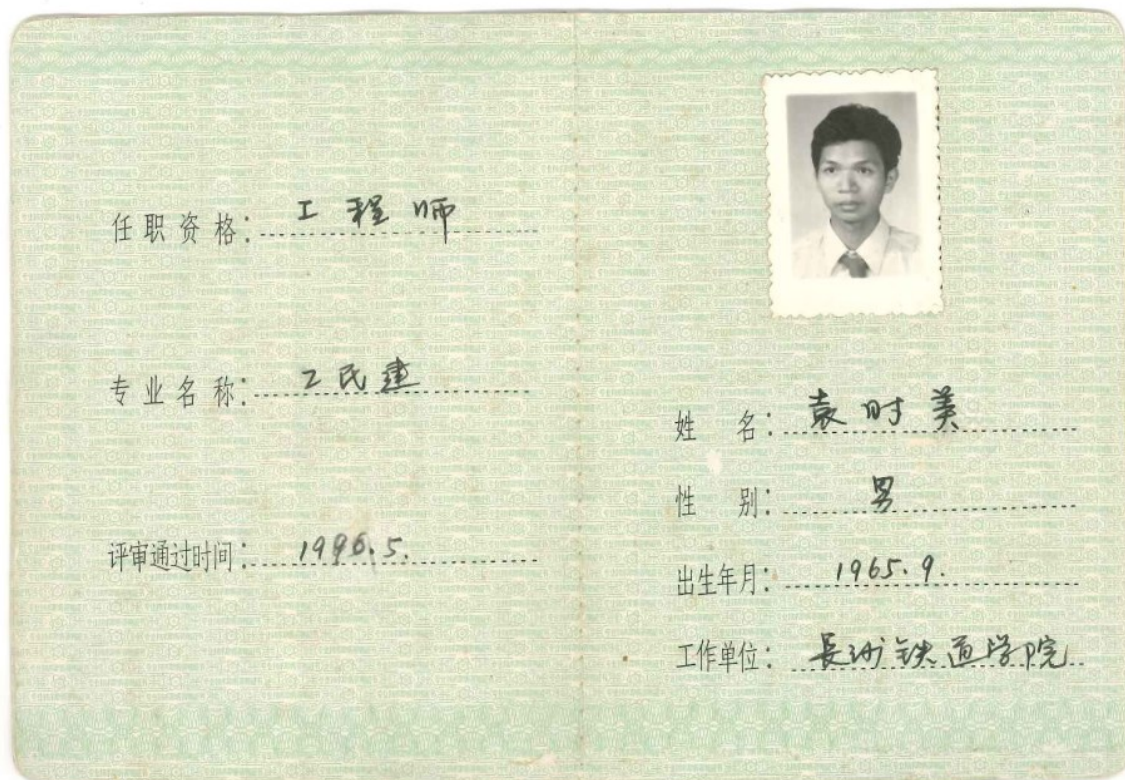 任职资格：工程师
专业名称：工民建
评审通过时间：1996.5.
姓名：袁时美
性别：男
出生年月：1965.9.
工作单位：長沙铁道学院